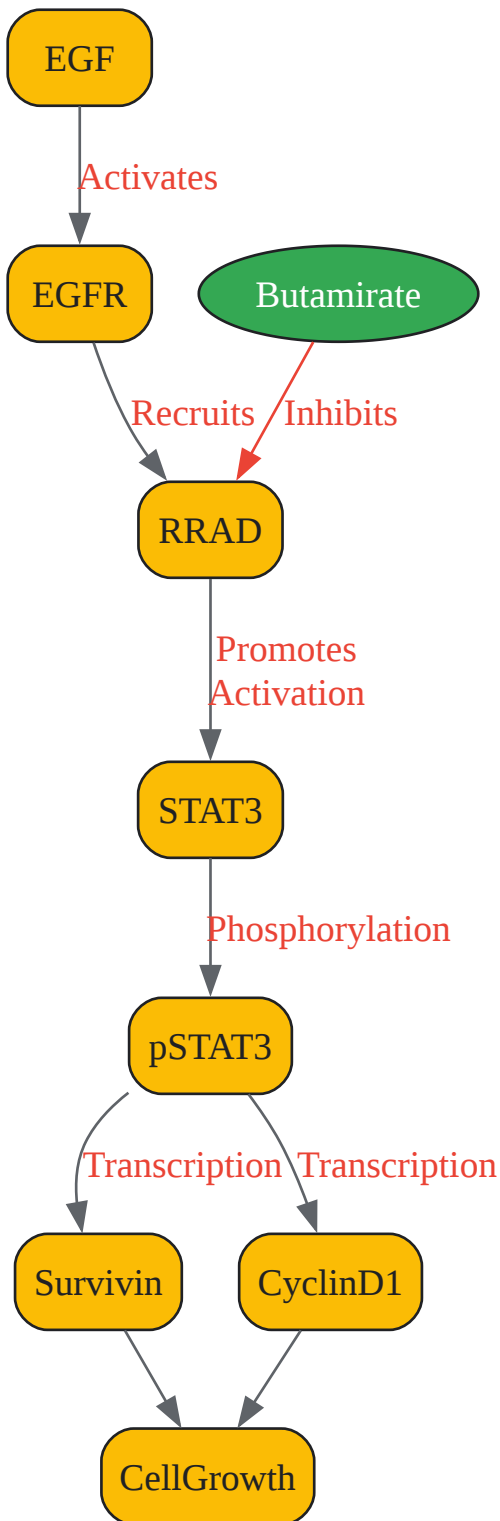 EGF
Activates
EGFR
Butamirate
Recruits
Inhibits
RRAD
Promotes
Activation
STAT3
Phosphorylation
pSTAT3
Transcription
Transcription
Survivin
CyclinD1
CellGrowth